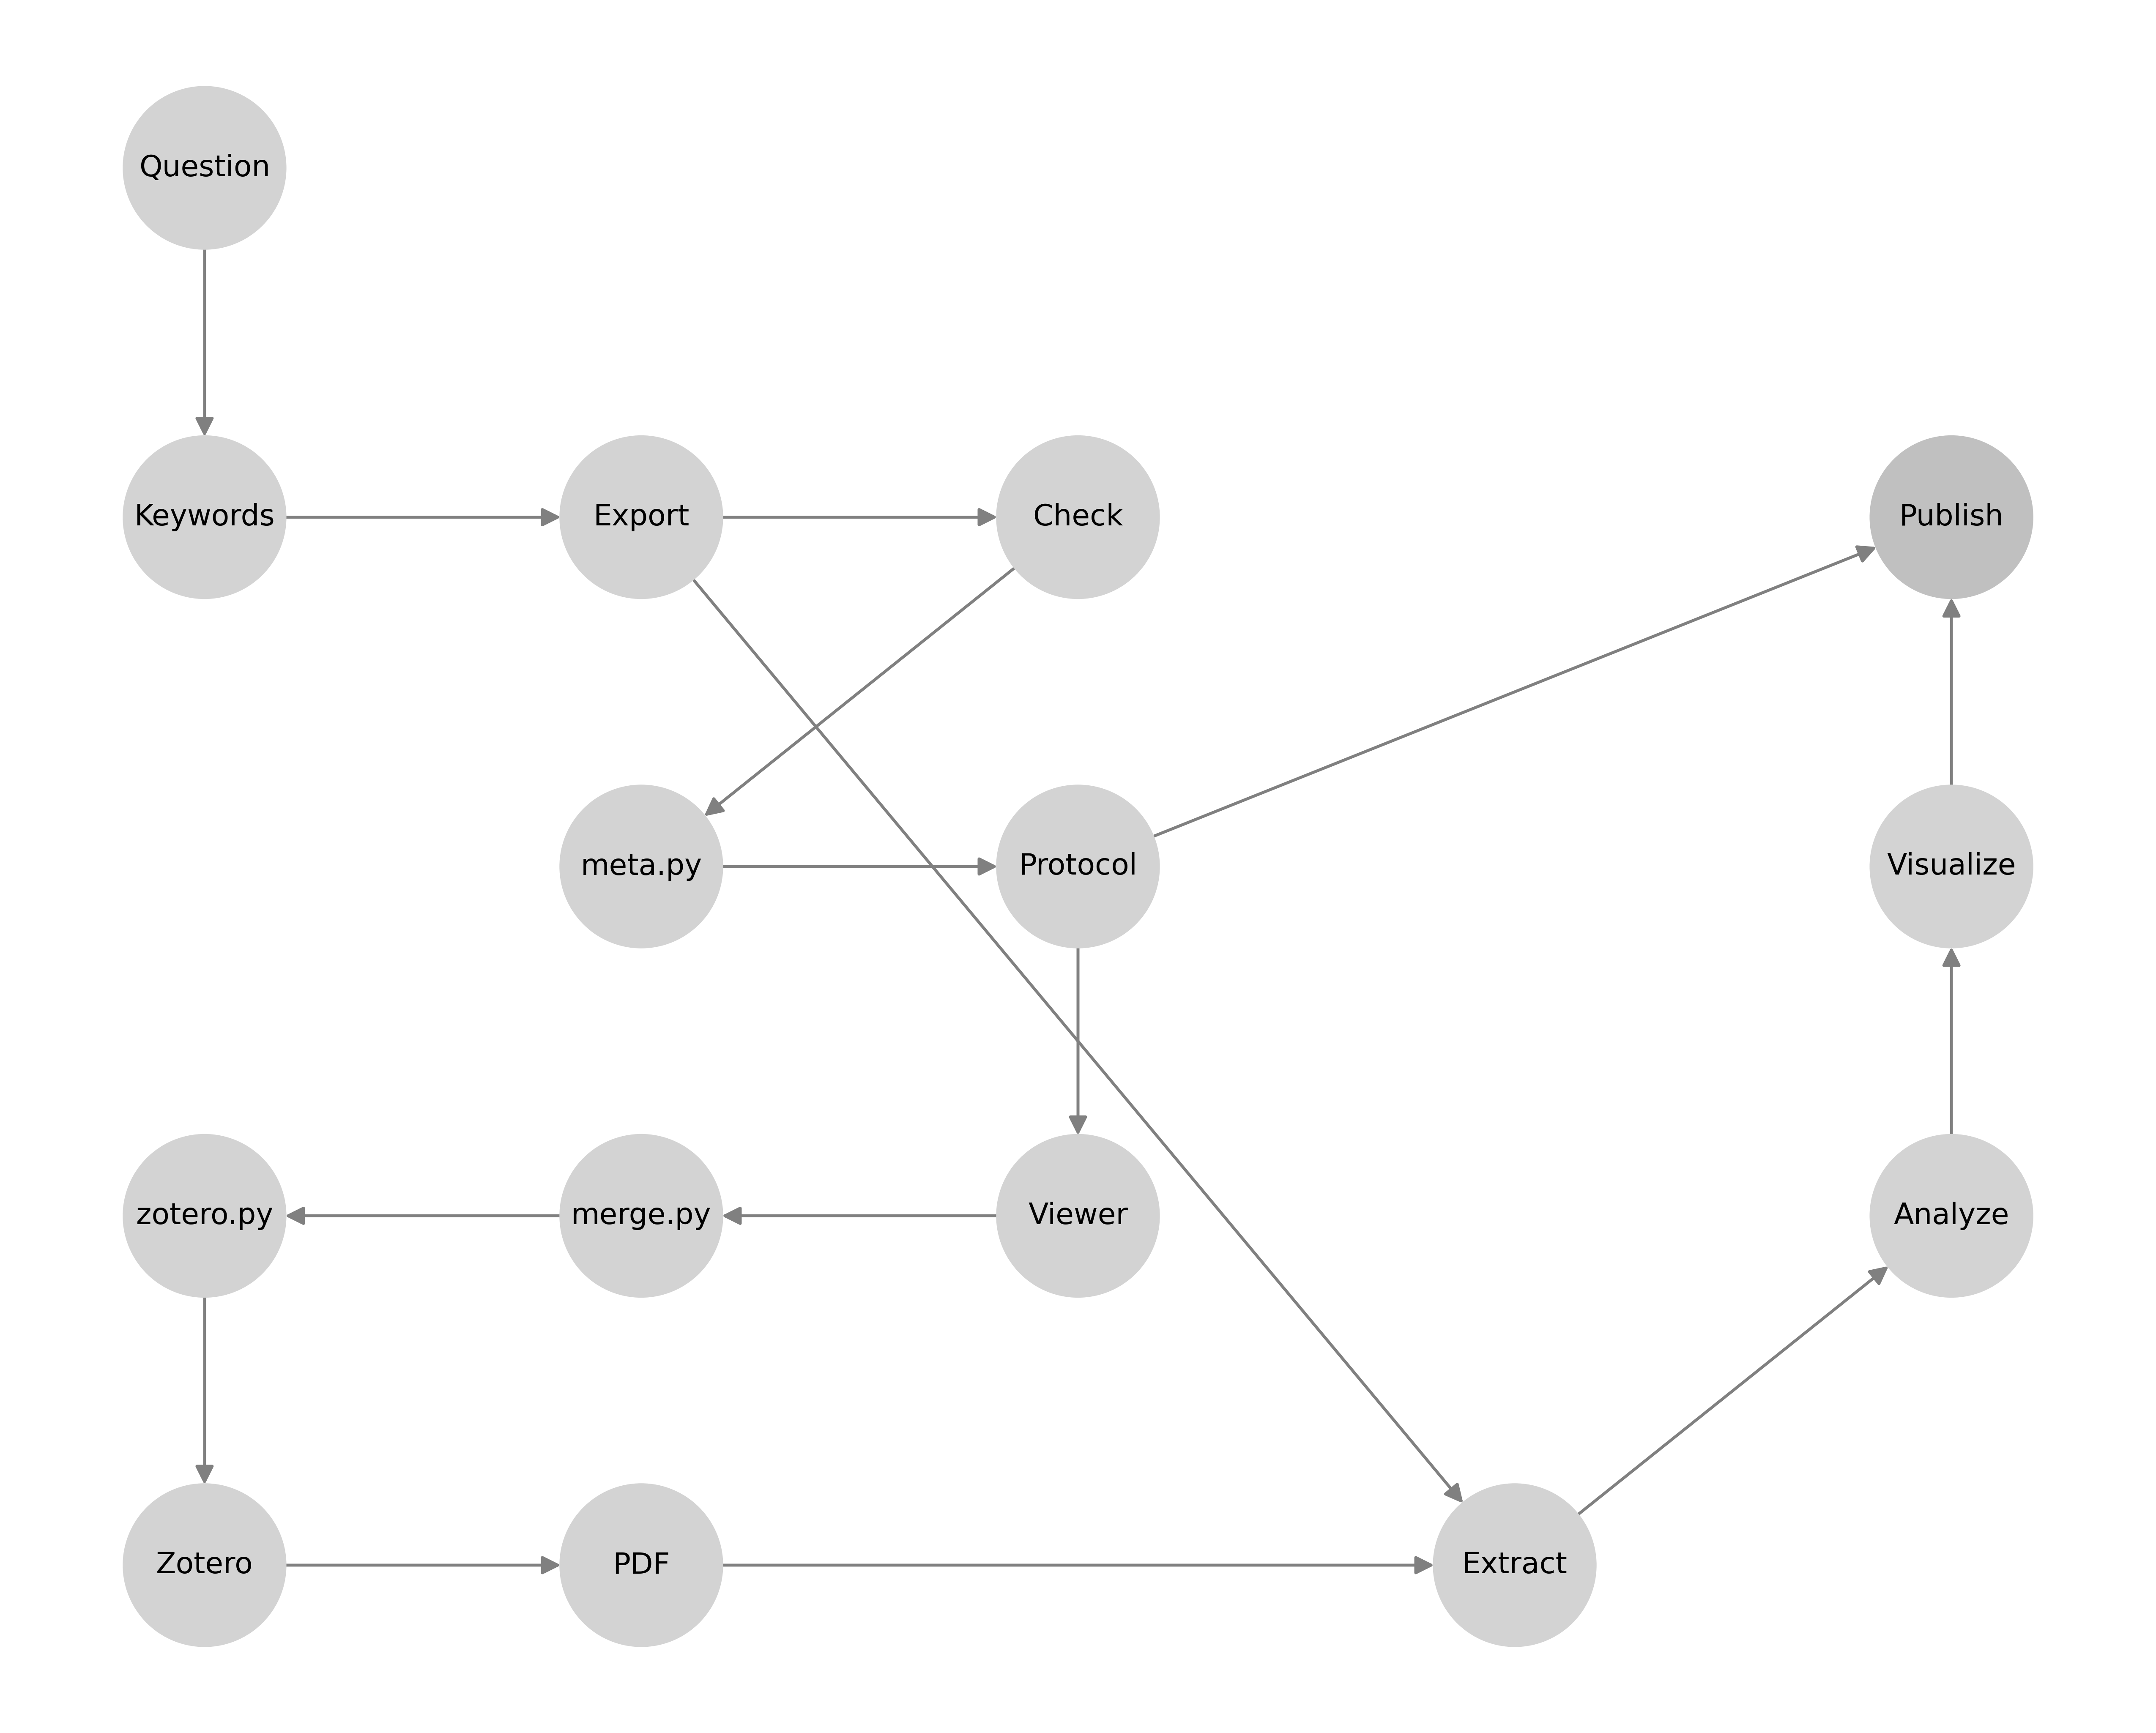 Question
Keywords
Export
Check
Publish
meta.py
Protocol
Visualize
zotero.py
merge.py
Viewer
Analyze
Zotero
PDF
Extract